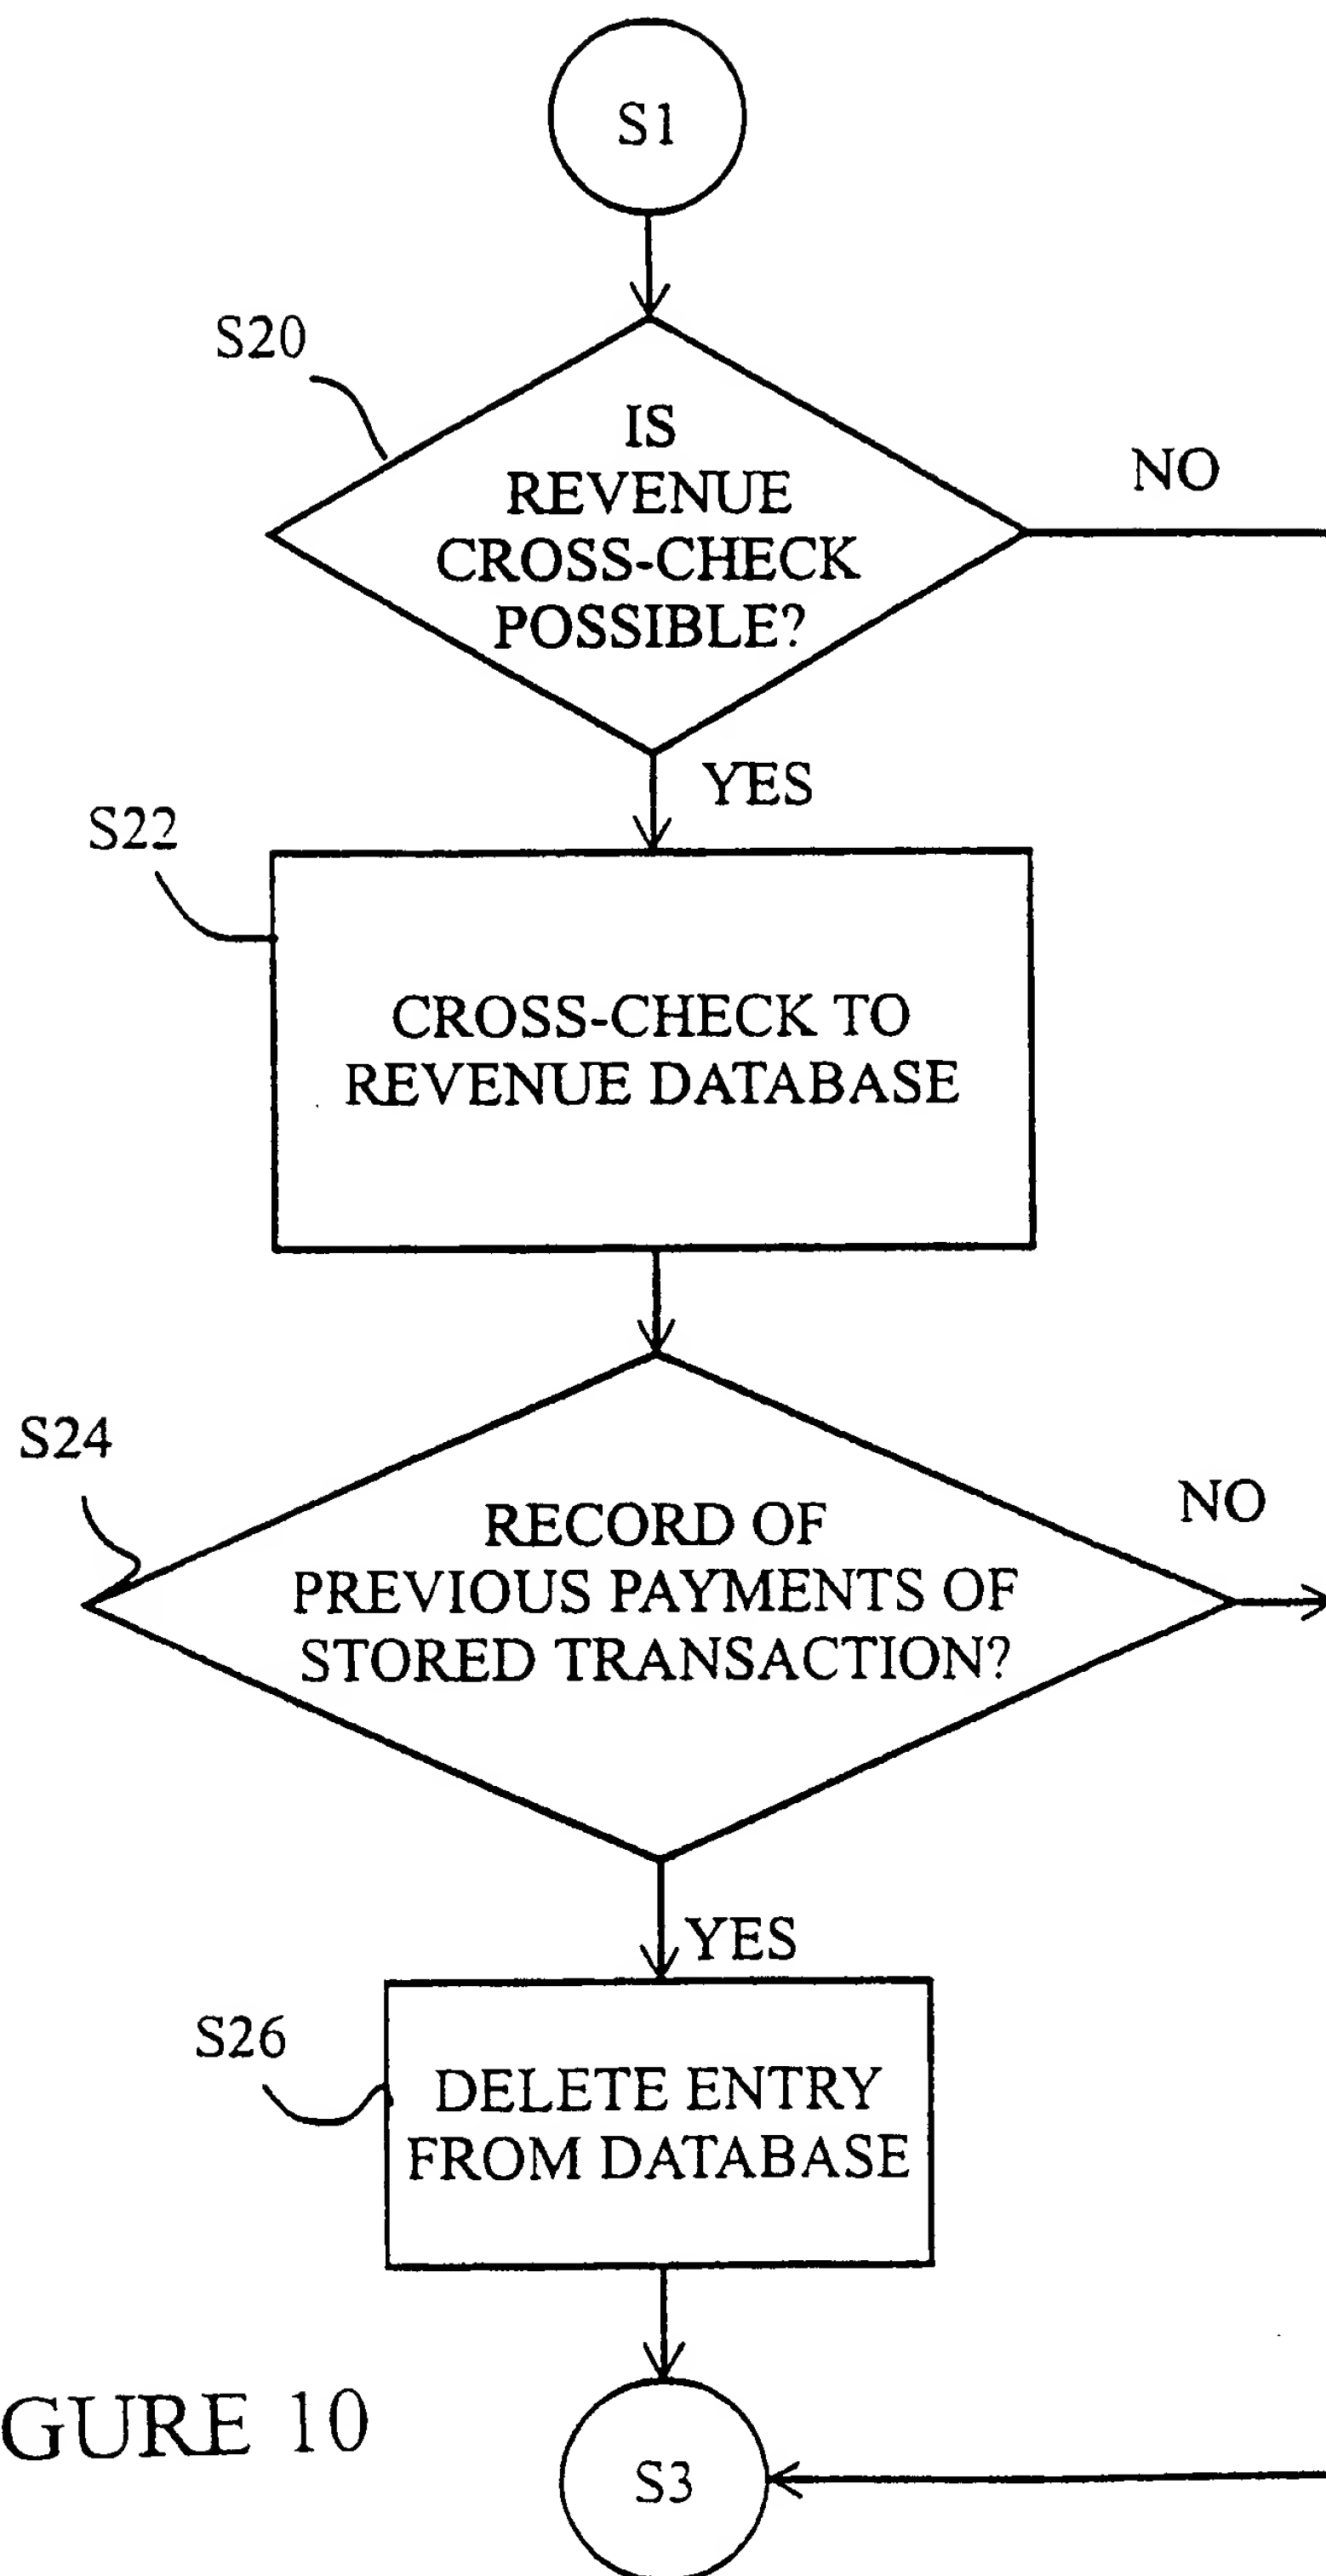 S1
S20
IS
REVENUE
CROSS-CHECK
POSSIBLE?
NO
YES
S22
CROSS-CHECK TO
REVENUE DATABASE
S24
RECORD OF
PREVIOUS PAYMENTS OF
STORED TRANSACTION?
NO
YES
S26
DELETE ENTRY
FROM DATABASE
GURE 10
S3